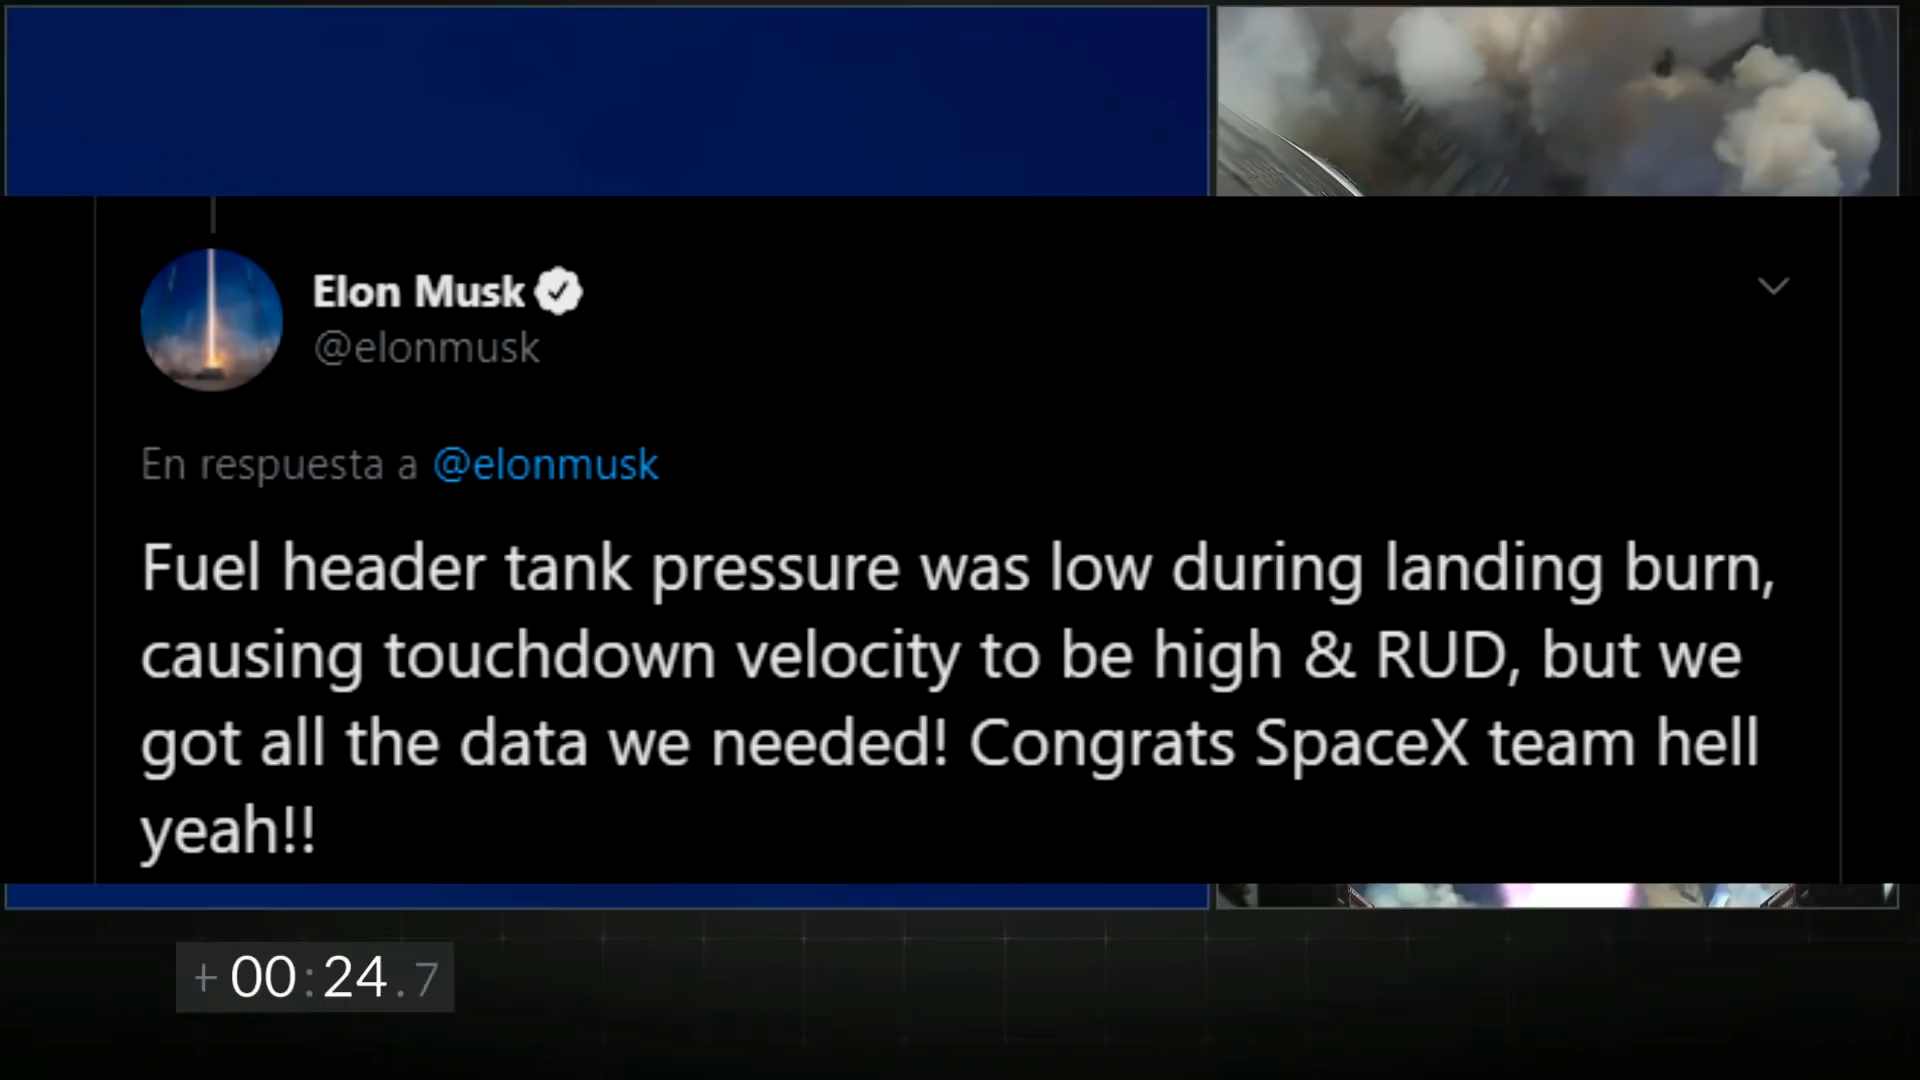 Elon Musk
@elonmusk
En respuesta a @elonmusk
Fuel header tank pressure was low during landing burn,
causing touchdown velocity to be high & RUD, but we
got all the data we needed! Congrats SpaceX team hell
yeah!!
+ 00:24.7